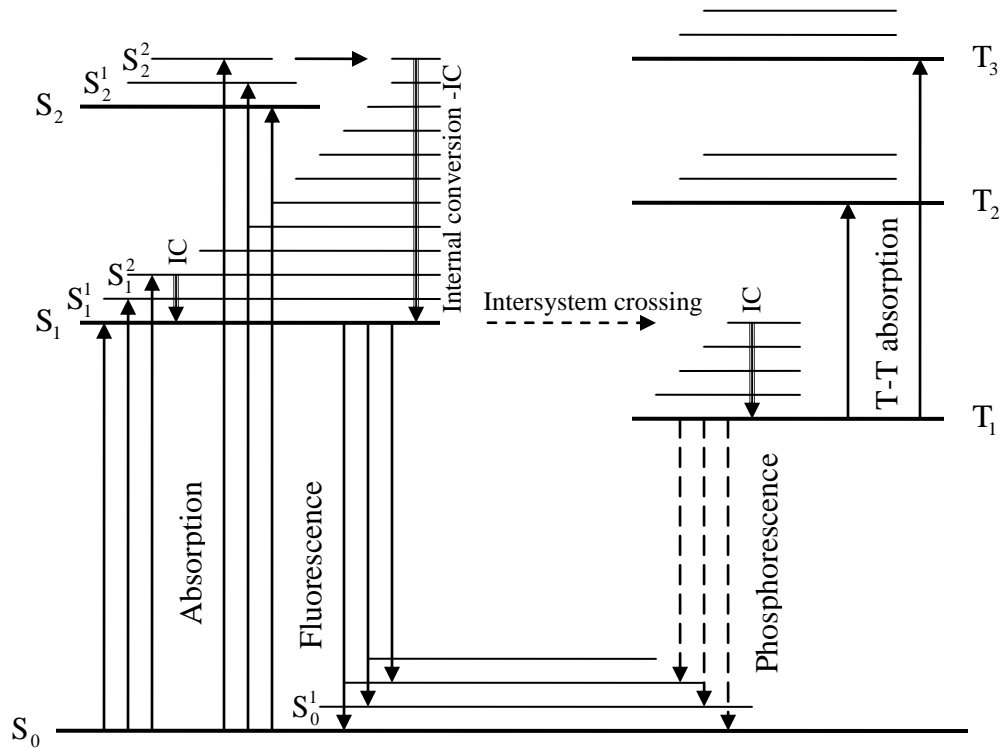 S₂²
S₂¹
S₂
Internal conversion -IC
IC
S₁²
S₁¹
S₁
Absorption
Fluorescence
S₀¹
S₀
Intersystem crossing
IC
T₃
T₂
T-T absorption
T₁
Phosphorescence